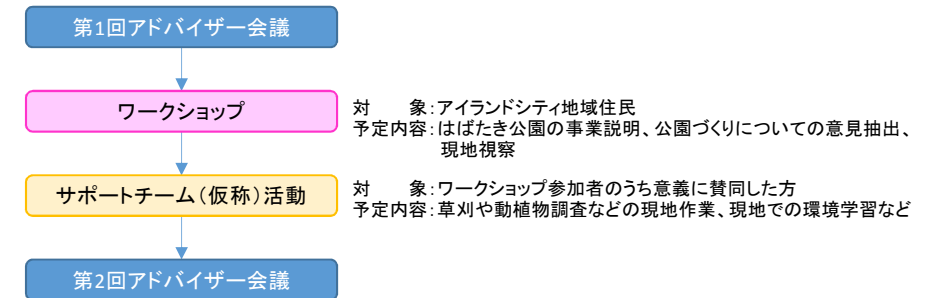 第1回アドバイザー会議
ワークショップ
対　　象：アイランドシティ地域住民
予定内容：はばたき公園の事業説明、公園づくりについての意見抽出、
現地視察
サポートチーム（仮称）活動
対　　象：ワークショップ参加者のうち意義に賛同した方
予定内容：草刈や動植物調査などの現地作業、現地での環境学習など
第2回アドバイザー会議